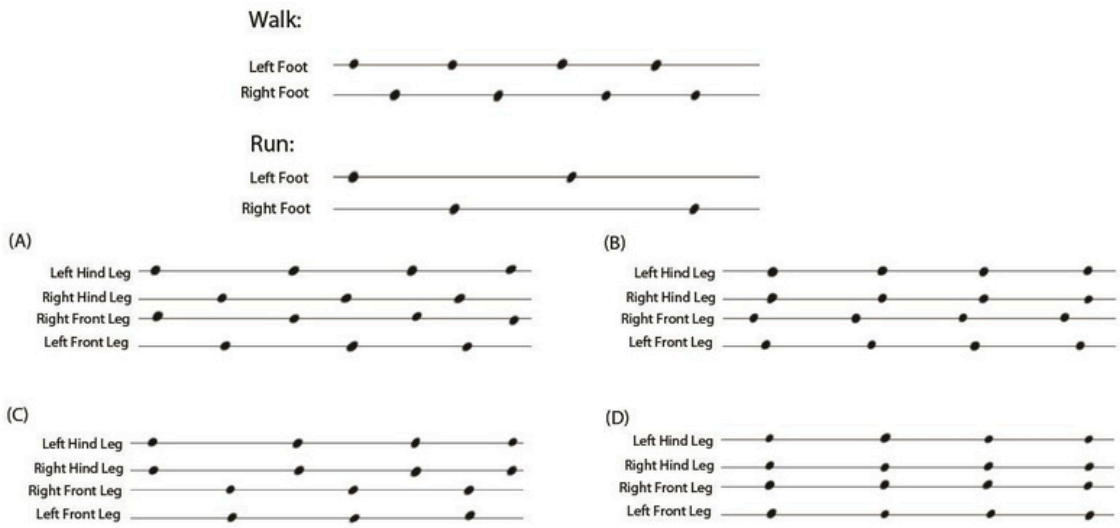 Walk:
Left Foot
Right Foot
Run:
Left Foot
Right Foot
(A)
Left Hind Leg
Right Hind Leg
Right Front Leg
Left Front Leg
(B)
Left Hind Leg
Right Hind Leg
Right Front Leg
Left Front Leg
(C)
Left Hind Leg
Right Hind Leg
Right Front Leg
Left Front Leg
(D)
Left Hind Leg
Right Hind Leg
Right Front Leg
Left Front Leg